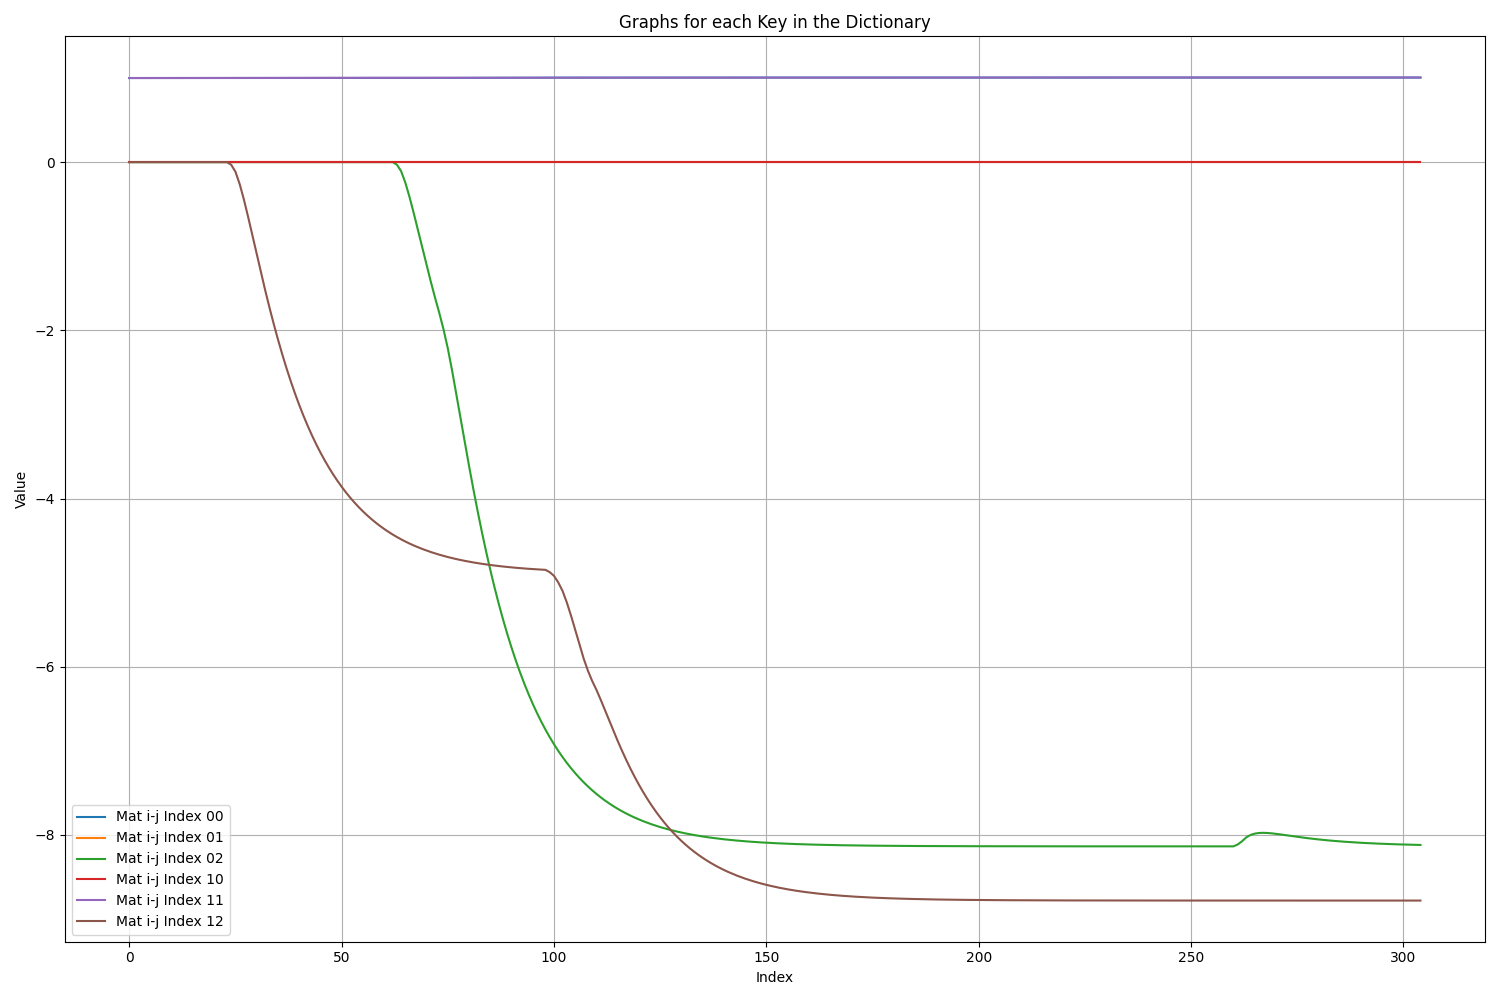 Graphs for each Key in the Dictionary
Value
0
−2
−4
−6
−8
Mat i-j Index 00
Mat i-j Index 01
Mat i-j Index 02
Mat i-j Index 10
Mat i-j Index 11
Mat i-j Index 12
0 50 100 150 200 250 300
Index